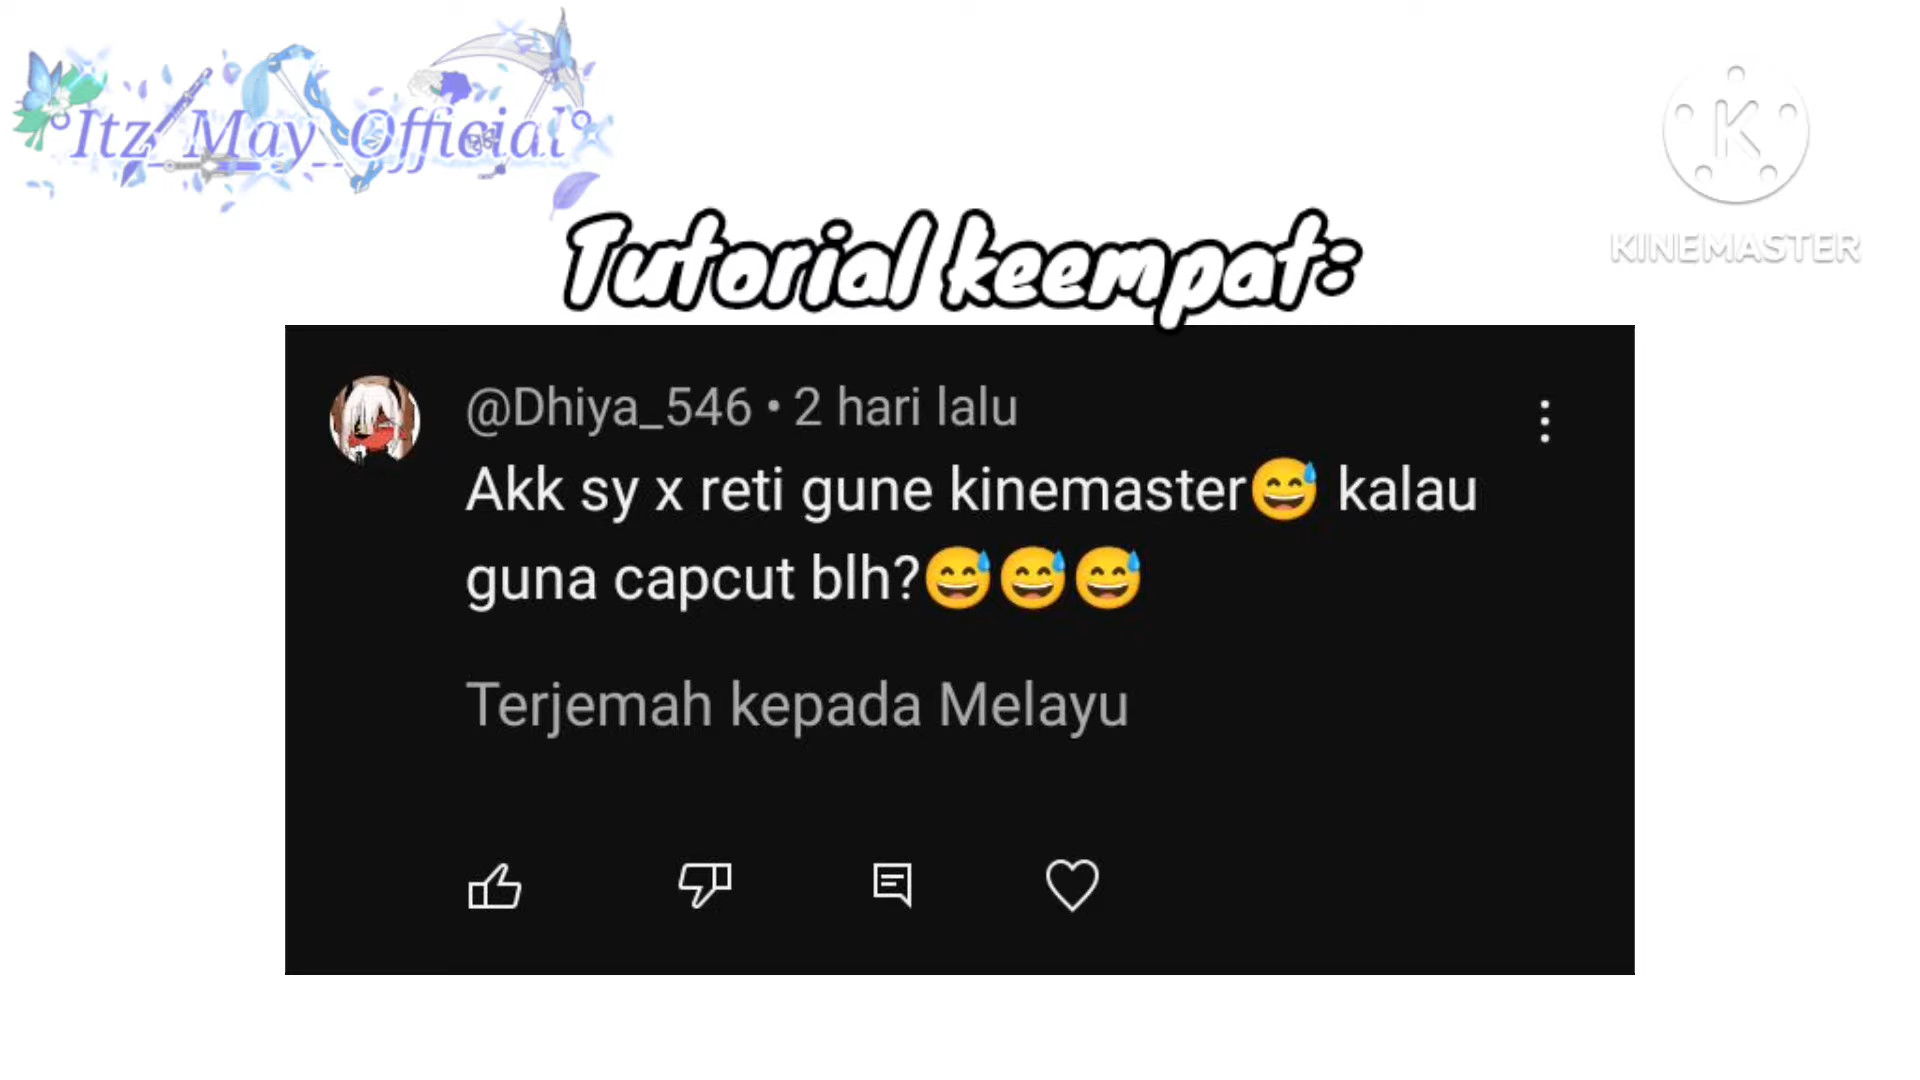 °Itz_May_Official°
K
KINEMASTER
Tutorial keempat:
@Dhiya_546 • 2 hari lalu
Akk sy x reti gune kinemaster😅 kalau
guna capcut blh?😅😅😅
Terjemah kepada Melayu